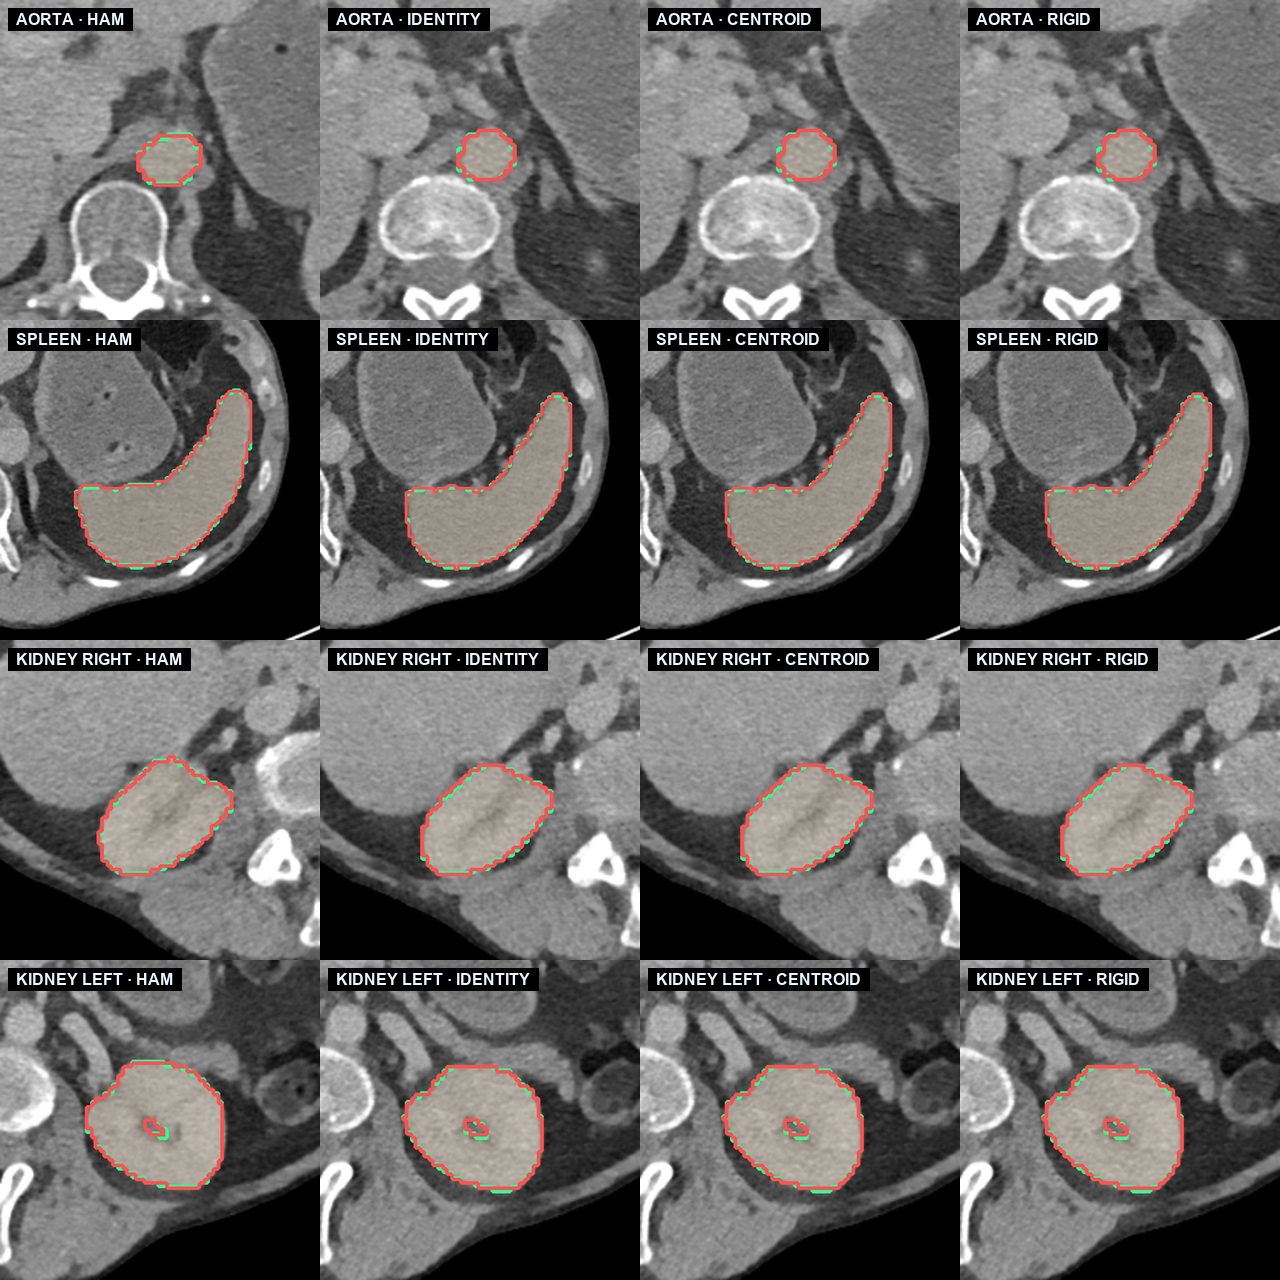 AORTA · HAM
AORTA · IDENTITY
AORTA · CENTROID
AORTA · RIGID
SPLEEN · HAM
SPLEEN · IDENTITY
SPLEEN · CENTROID
SPLEEN · RIGID
KIDNEY RIGHT · HAM
KIDNEY RIGHT · IDENTITY
KIDNEY RIGHT · CENTROID
KIDNEY RIGHT · RIGID
KIDNEY LEFT · HAM
KIDNEY LEFT · IDENTITY
KIDNEY LEFT · CENTROID
KIDNEY LEFT · RIGID